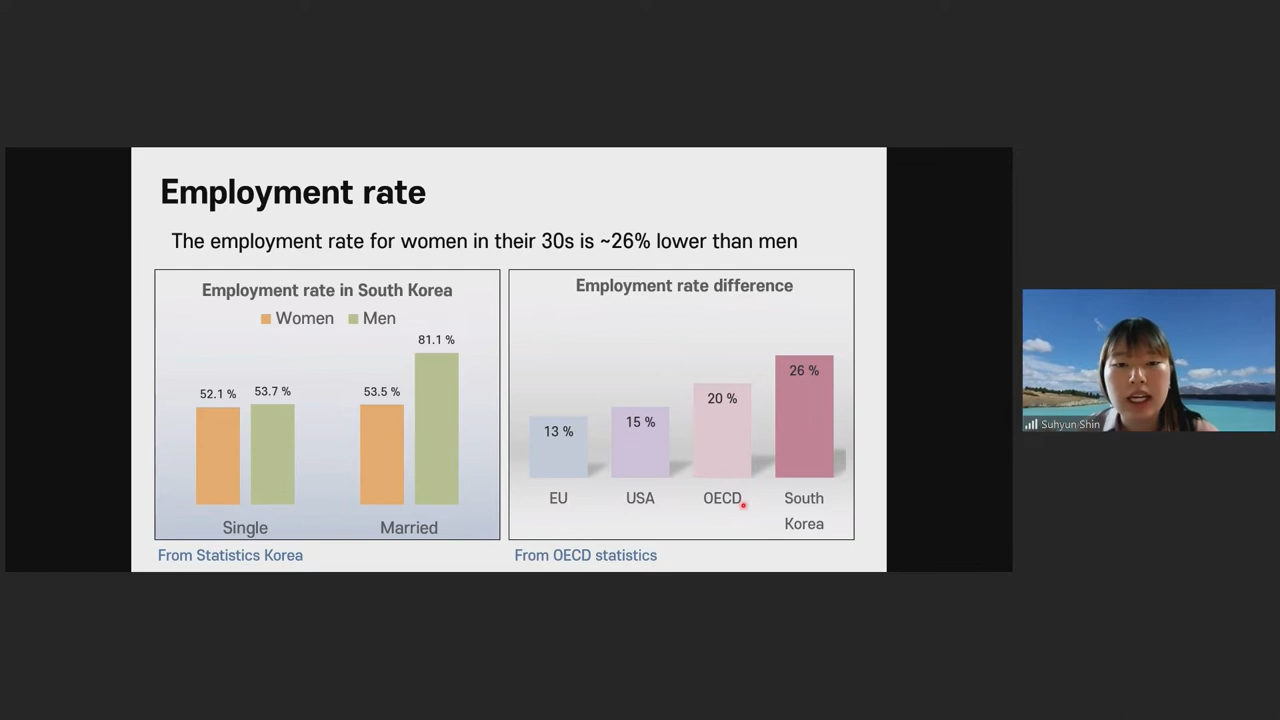 Employment rate
The employment rate for women in their 30s is ~26% lower than men
Employment rate in South Korea
Women Men
52.1 %
53.7 %
53.5 %
81.1 %
Single
Married
From Statistics Korea
Employment rate difference
13 %
15 %
20 %
26 %
EU
USA
OECD
South
Korea
From OECD statistics
Suhyun Shin